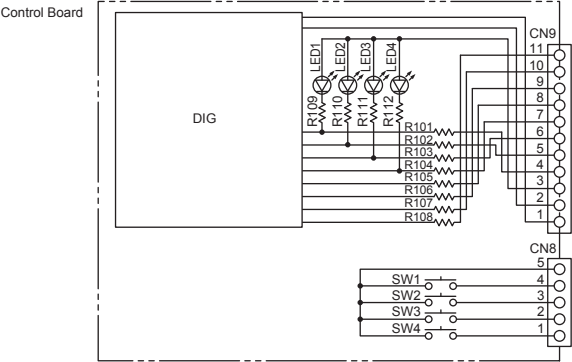 Control Board
CN9
LED1
LED2
LED3
LED4
11
10
9
8
7
6
5
4
3
2
1
DIG
R109
R110
R111
R112
R101
R102
R103
R104
R105
R106
R107
R108
CN8
5
4
3
2
1
SW1
SW2
SW3
SW4